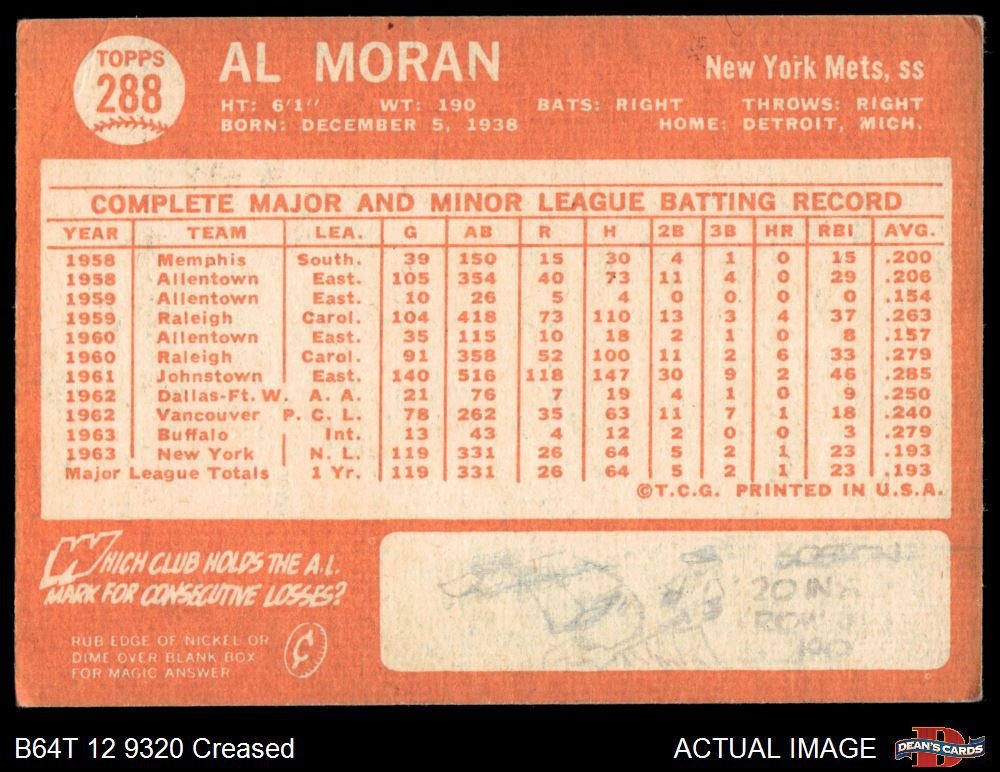 TOPPS
288
AL MORAN
New York Mets, ss
HT: 6'1" WT: 190 BATS: RIGHT THROWS: RIGHT
BORN: DECEMBER 5, 1938 HOME: DETROIT, MICH.
COMPLETE MAJOR AND MINOR LEAGUE BATTING RECORD
YEAR TEAM LEA. G AB R H 2B 3B HR RBI AVG.
1958 Memphis South. 39 150 15 30 4 1 0 15 .200
1958 Allentown East. 105 354 40 73 11 4 0 29 .206
1959 Allentown East. 10 26 5 4 0 0 0 0 .154
1959 Raleigh Carol. 104 418 73 110 13 3 4 37 .263
1960 Allentown East. 35 115 10 18 2 1 0 8 .157
1960 Raleigh Carol. 91 358 52 100 11 2 6 33 .279
1961 Johnstown East. 140 516 118 147 30 9 2 46 .285
1962 Dallas-Ft. W. A. A. 21 76 7 19 4 1 0 9 .250
1962 Vancouver P. C. L. 78 262 35 63 11 7 1 18 .240
1963 Buffalo Int. 13 43 4 12 2 0 0 3 .279
1963 New York N. L. 119 331 26 64 5 2 1 23 .193
Major League Totals 1 Yr. 119 331 26 64 5 2 1 23 .193
©T.C.G. PRINTED IN U.S.A.
WHICH CLUB HOLDS THE A.L.
MARK FOR CONSECUTIVE LOSSES?
RUB EDGE OF NICKEL OR
DIME OVER BLANK BOX
FOR MAGIC ANSWER
20 IN A
B64T 12 9320 Creased
ACTUAL IMAGE
DEAN'S CARDS